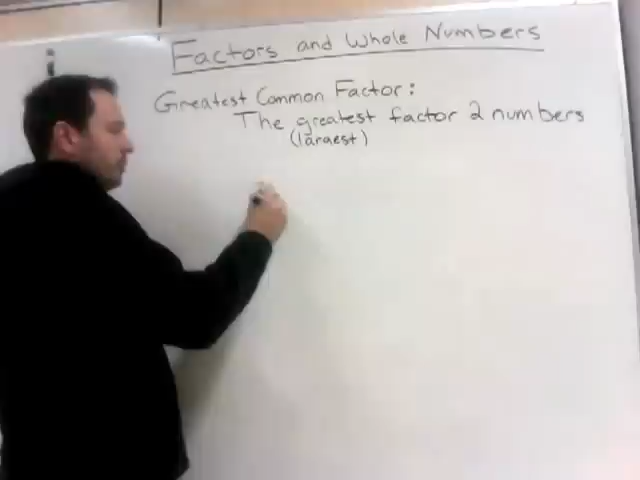 Factors and Whole Numbers
Greatest Common Factor:
The greatest factor 2 numbers
(largest)